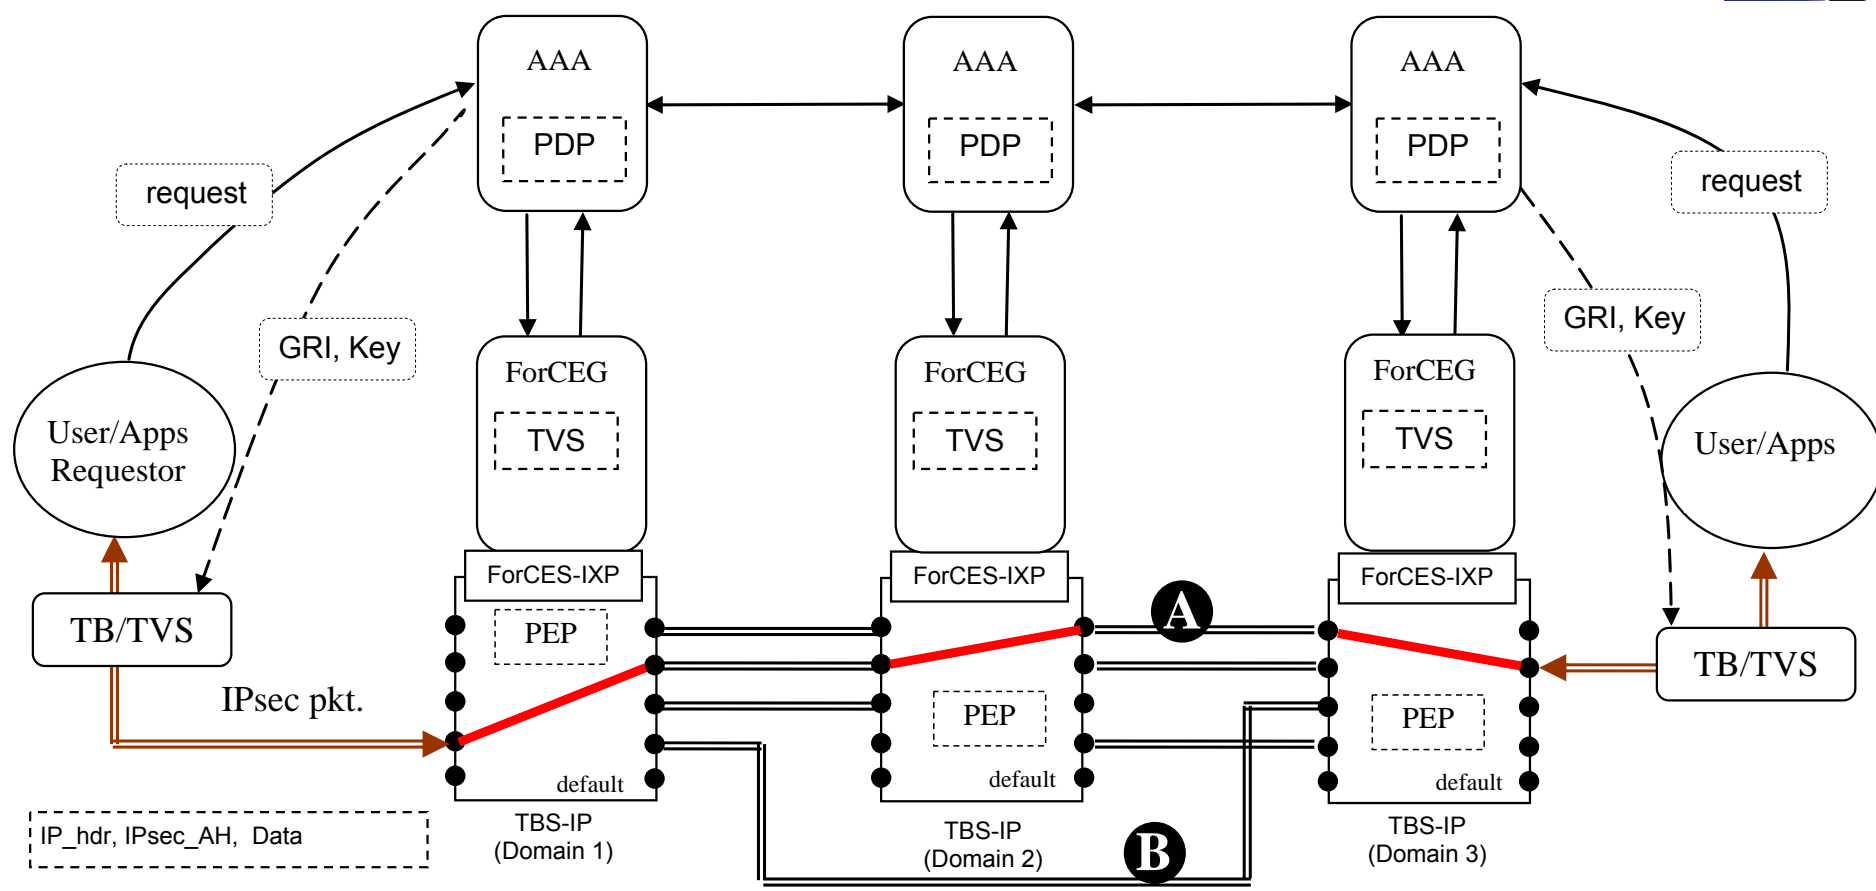 AAA
AAA
AAA
PDP
PDP
PDP
request
request
GRI, Key
GRI, Key
ForCEG
ForCEG
ForCEG
TVS
TVS
TVS
User/Apps
Requestor
User/Apps
ForCES-IXP
ForCES-IXP
ForCES-IXP
TB/TVS
PEP
A
TB/TVS
IPsec pkt.
PEP
PEP
default
default
default
IP_hdr, IPsec_AH, Data
TBS-IP
(Domain 1)
TBS-IP
(Domain 2)
B
TBS-IP
(Domain 3)